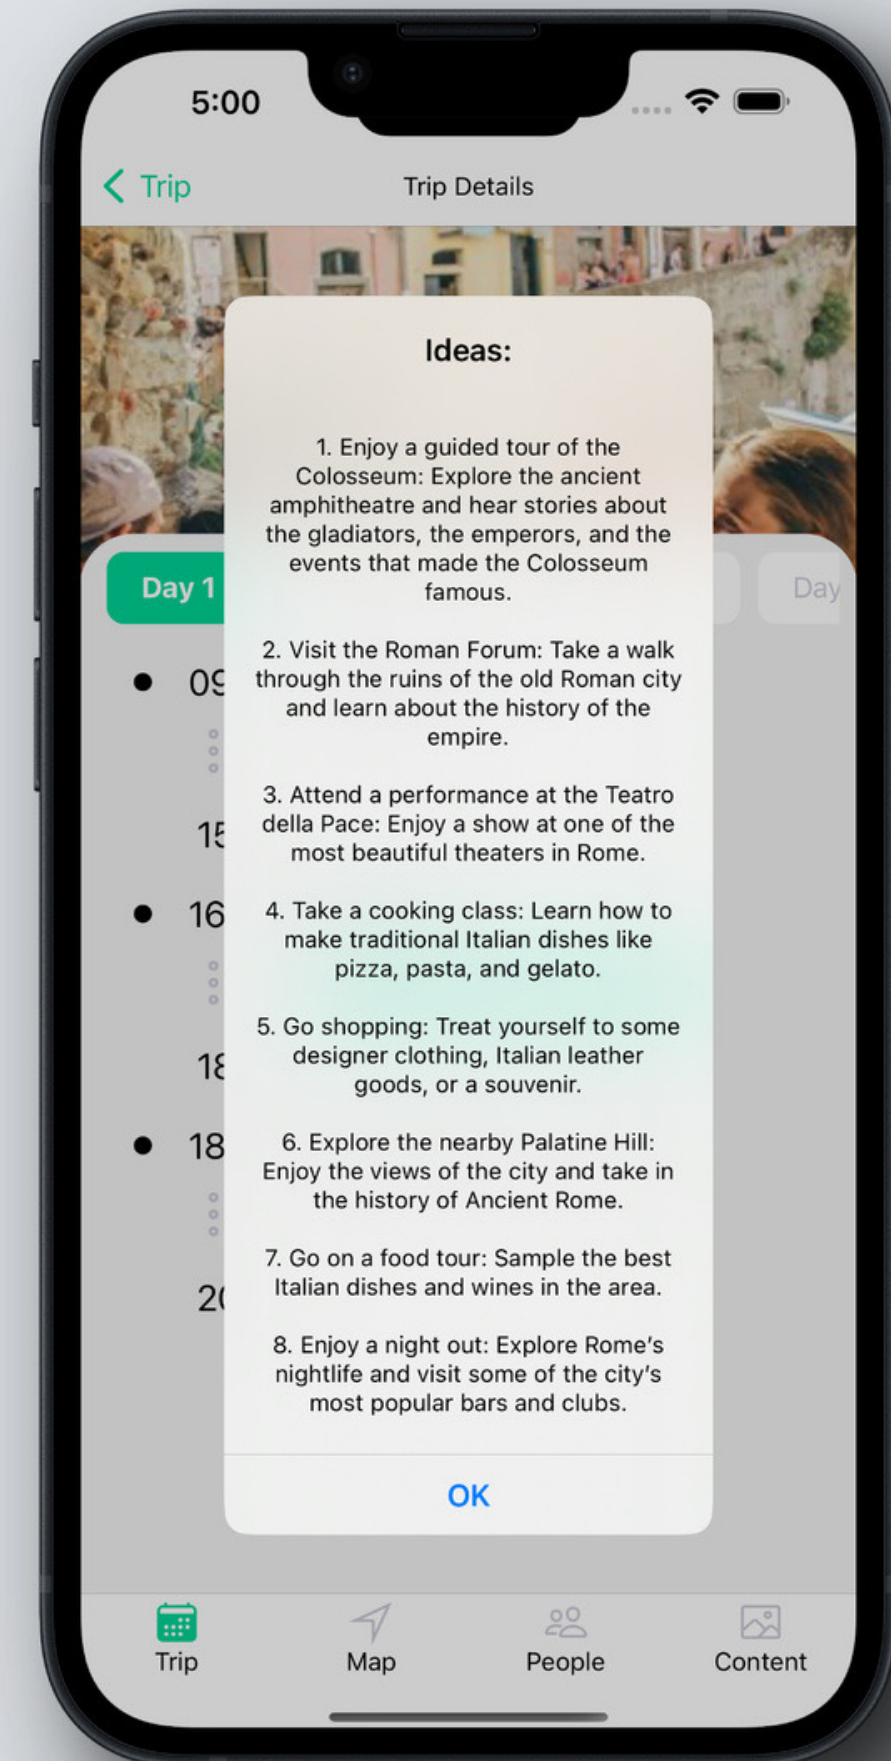 5:00
Trip
Trip Details
Ideas:
1. Enjoy a guided tour of the
Colosseum: Explore the ancient
amphitheatre and hear stories about
the gladiators, the emperors, and the
events that made the Colosseum
famous.
Day 1
Day
2. Visit the Roman Forum: Take a walk
through the ruins of the old Roman city
and learn about the history of the
empire.
09
3. Attend a performance at the Teatro
della Pace: Enjoy a show at one of the
most beautiful theaters in Rome.
15
16
4. Take a cooking class: Learn how to
make traditional Italian dishes like
pizza, pasta, and gelato.
5. Go shopping: Treat yourself to some
designer clothing, Italian leather
goods, or a souvenir.
18
18
6. Explore the nearby Palatine Hill:
Enjoy the views of the city and take in
the history of Ancient Rome.
7. Go on a food tour: Sample the best
Italian dishes and wines in the area.
20
8. Enjoy a night out: Explore Rome's
nightlife and visit some of the city's
most popular bars and clubs.
OK
Trip
Map
People
Content